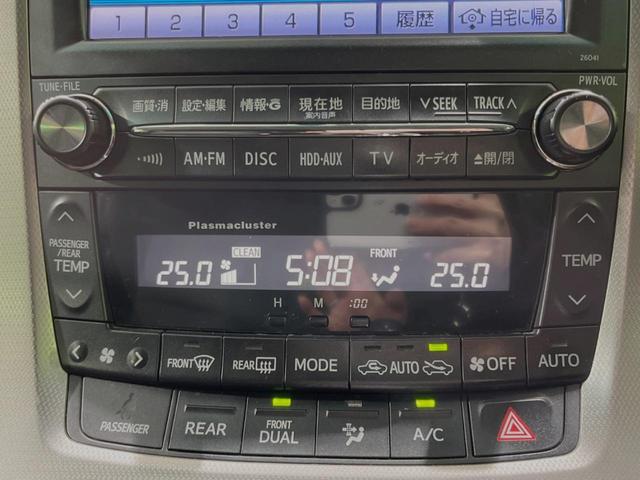 1 2 3 4 5 履歴 自宅に帰る
26041
TUNE·FILE PWR·VOL
画質·消 設定·編集 情報·G 現在地 案内音声 目的地 ∨SEEK TRACK∧
AM·FM DISC HDD·AUX TV オーディオ ▲開/閉
Plasmacluster
PASSENGER
/REAR
TEMP
CLEAN FRONT
25.0 5:08 25.0
TEMP
H M :00
FRONT REAR MODE AUTO OFF AUTO
PASSENGER REAR FRONT DUAL A/C